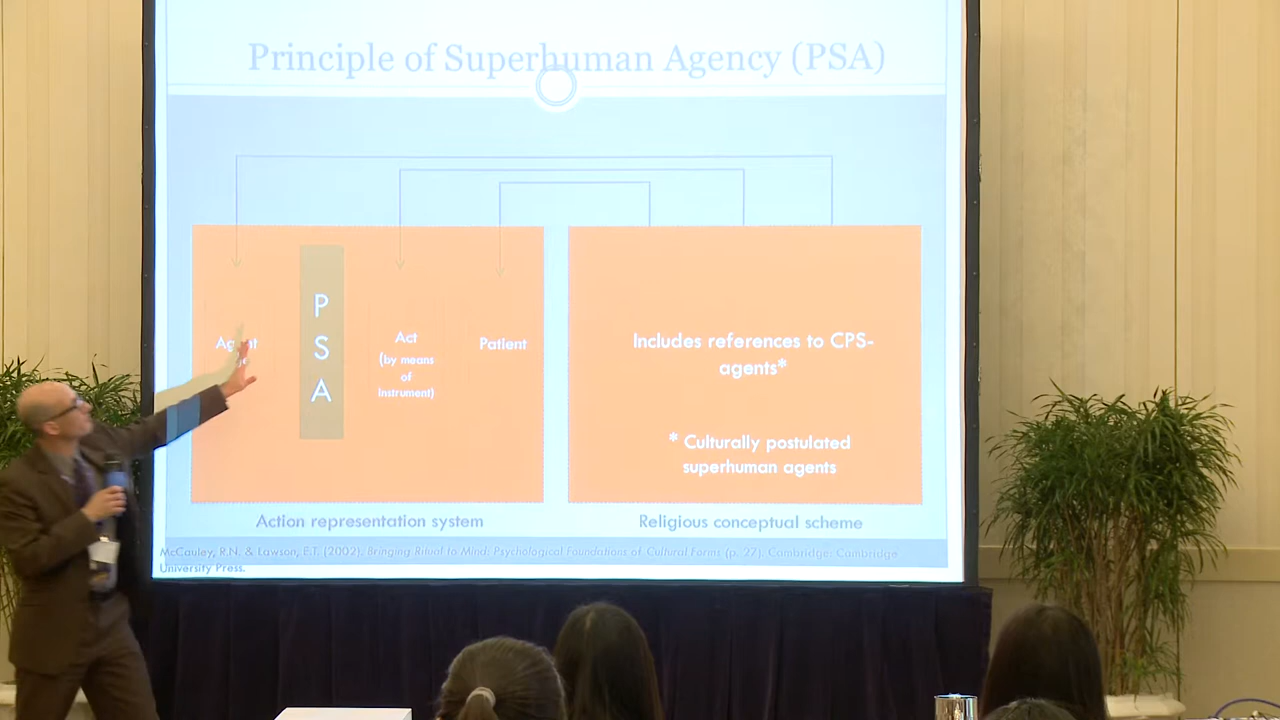 Principle of Superhuman Agency (PSA)
Agent
P
S
A
Act
(by means
of
instrument)
Patient
Includes references to CPS-
agents*
* Culturally postulated
superhuman agents
Action representation system
Religious conceptual scheme
McCauley, R.N. & Lawson, E.T. (2002). Bringing Ritual to Mind: Psychological Foundations of Cultural Forms (p. 27). Cambridge: Cambridge
University Press.